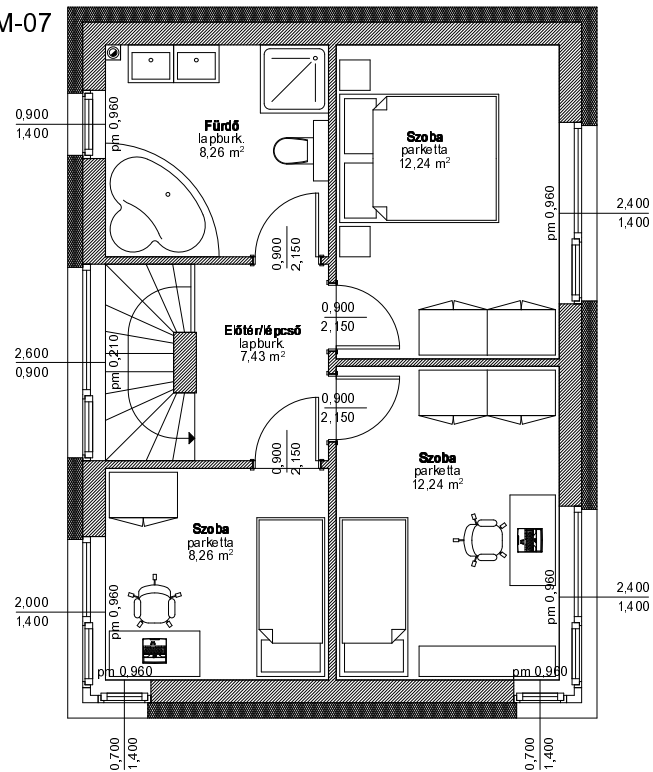 M-07
Fürdő
lapburk.
8,26 m²
Szoba
parketta
12,24 m²
0,900
1,400
pm 0,960
pm 0,960
2,400
1,400
0,900
2,150
0,900
2,150
Előtér/lépcső
lapburk.
7,43 m²
2,600
0,900
pm 0,210
0,900
2,150
0,900
2,150
Szoba
parketta
12,24 m²
Szoba
parketta
8,26 m²
2,000
1,400
pm 0,960
pm 0,960
2,400
1,400
pm 0,960
pm 0,960
0,700
1,400
0,700
1,400